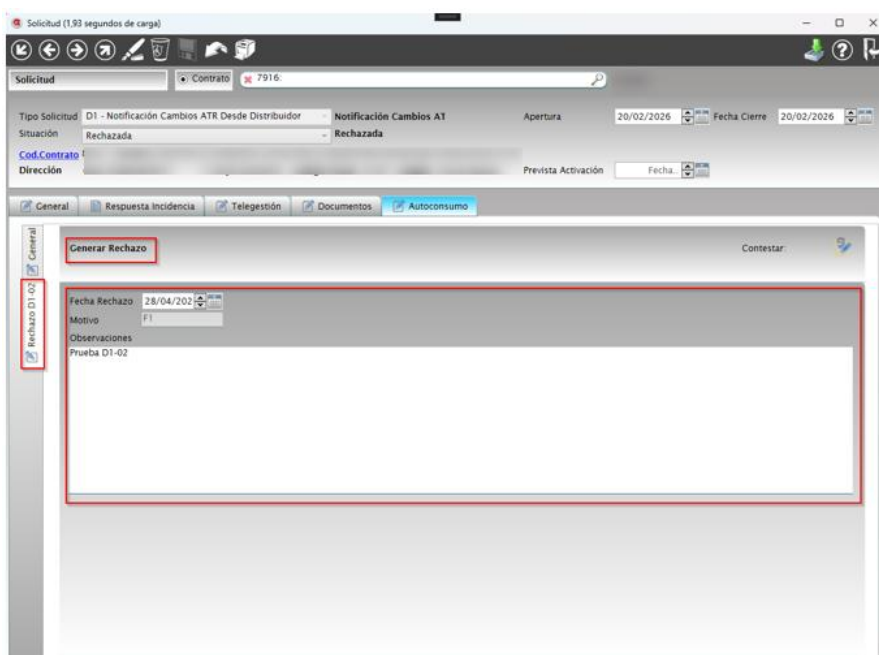 Solicitud (1,93 segundos de carga)
Solicitud Contrato 7916:
Tipo Solicitud D1 - Notificación Cambios ATR Desde Distribuidor Notificación Cambios AT Apertura 20/02/2026 Fecha Cierre 20/02/2026
Situación Rechazada Rechazada
Cod.Contrato
Dirección Prevista Activación Fecha..
General Respuesta Incidencia Telegestión Documentos Autoconsumo
General
Rechazo D1-02
Generar Rechazo Contestar:
Fecha Rechazo 28/04/202
Motivo F1
Observaciones
Prueba D1-02